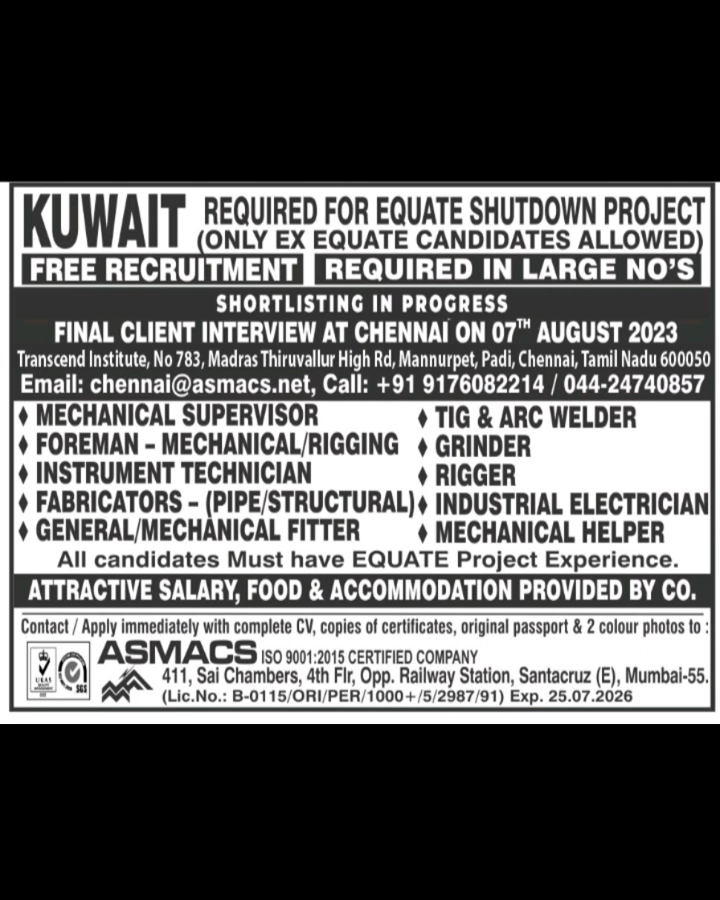 KUWAIT
REQUIRED FOR EQUATE SHUTDOWN PROJECT
(ONLY EX EQUATE CANDIDATES ALLOWED)
FREE RECRUITMENT
REQUIRED IN LARGE NO'S
SHORTLISTING IN PROGRESS
FINAL CLIENT INTERVIEW AT CHENNAI ON 07TH AUGUST 2023
Transcend Institute, No 783, Madras Thiruvallur High Rd, Mannurpet, Padi, Chennai, Tamil Nadu 600050
Email: chennai@asmacs.net, Call: +91 9176082214 / 044-24740857
♦ MECHANICAL SUPERVISOR
♦ FOREMAN – MECHANICAL/RIGGING
♦ INSTRUMENT TECHNICIAN
♦ FABRICATORS – (PIPE/STRUCTURAL)
♦ GENERAL/MECHANICAL FITTER
♦ TIG & ARC WELDER
♦ GRINDER
♦ RIGGER
♦ INDUSTRIAL ELECTRICIAN
♦ MECHANICAL HELPER
All candidates Must have EQUATE Project Experience.
ATTRACTIVE SALARY, FOOD & ACCOMMODATION PROVIDED BY CO.
Contact / Apply immediately with complete CV, copies of certificates, original passport & 2 colour photos to :
UKAS
SGS
ASMACS ISO 9001:2015 CERTIFIED COMPANY
411, Sai Chambers, 4th Flr, Opp. Railway Station, Santacruz (E), Mumbai-55.
(Lic.No.: B-0115/ORI/PER/1000+/5/2987/91) Exp. 25.07.2026